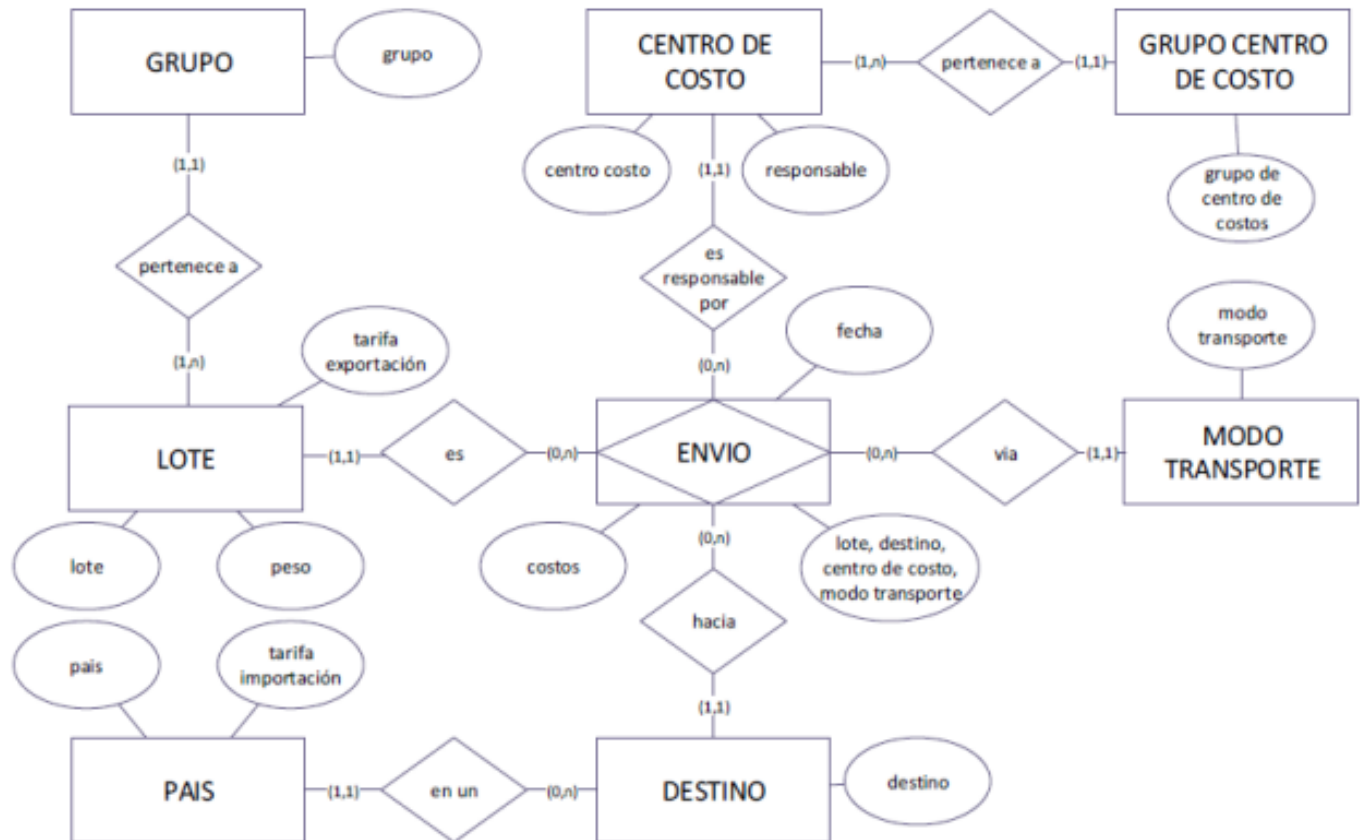 GRUPO
grupo
CENTRO DE
COSTO
(1,n)
pertenece a
(1,1)
GRUPO CENTRO
DE COSTO
(1,1)
centro costo
(1,1)
responsable
grupo de
centro de
costos
pertenece a
es
responsable
por
(1,n)
tarifa
exportación
(0,n)
fecha
modo
transporte
LOTE
(1,1)
es
(0,n)
ENVIO
(0,n)
via
(1,1)
MODO
TRANSPORTE
lote
peso
costos
(0,n)
lote, destino,
centro de costo,
modo transporte
hacia
pais
tarifa
importación
(1,1)
PAIS
(1,1)
en un
(0,n)
DESTINO
destino